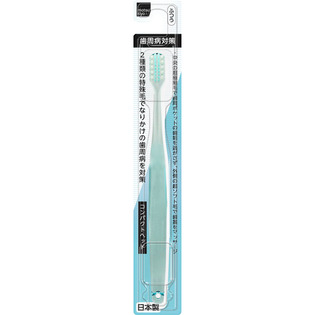 matsukiyo
ふつう
歯周病対策
2種類の特殊毛でなりかけの歯周病を対策
コンパクトヘッド
日本製